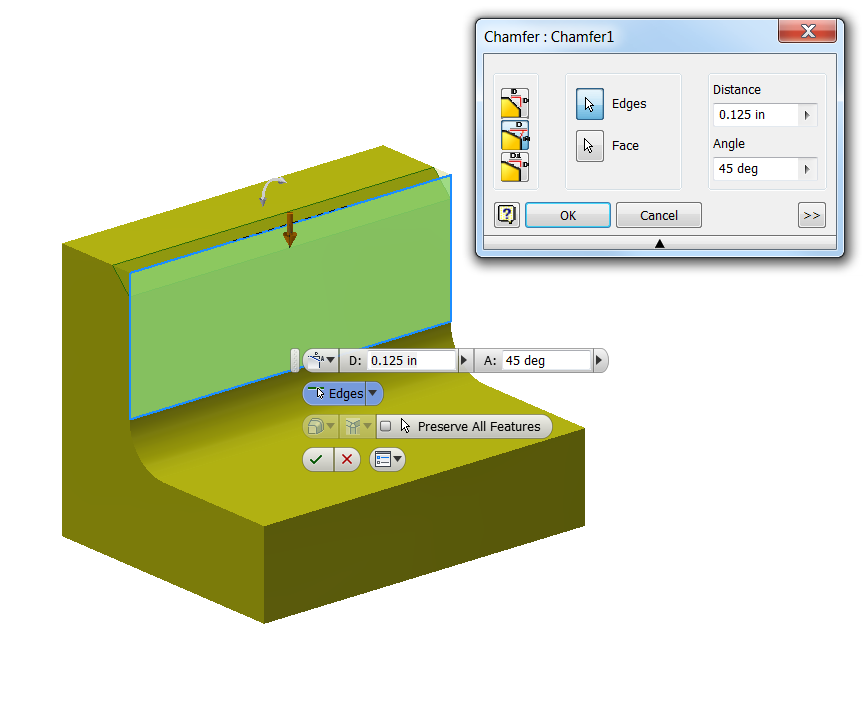 Chamfer : Chamfer1
D
D
Edges
Distance
0.125 in
D
Face
Angle
D1
45 deg
?
OK
Cancel
>>
D: 0.125 in
A: 45 deg
Edges
Preserve All Features